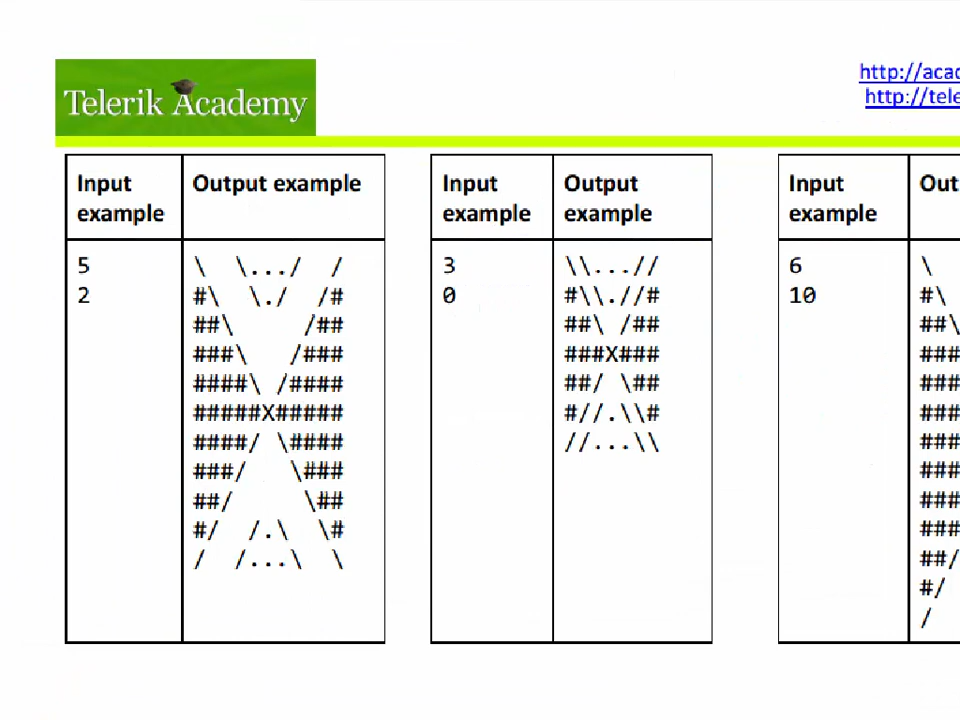 Telerik Academy
http://acad
http://tele
Input example
Output example
5
2
\  \.../  /
#\  \./  /#
##\     /##
###\   /###
####\ /####
#####X#####
####/ \####
###/   \###
##/     \##
#/  /.\  \#
/  /...\  \
Input example
Output example
3
0
\\...//
#\\.//#
##\ /##
###X###
##/ \##
#//.\\#
//...\\
Input example
Out
6
10
\
#\
##\
###
###
###
###
###
###
###
##/
#/
/